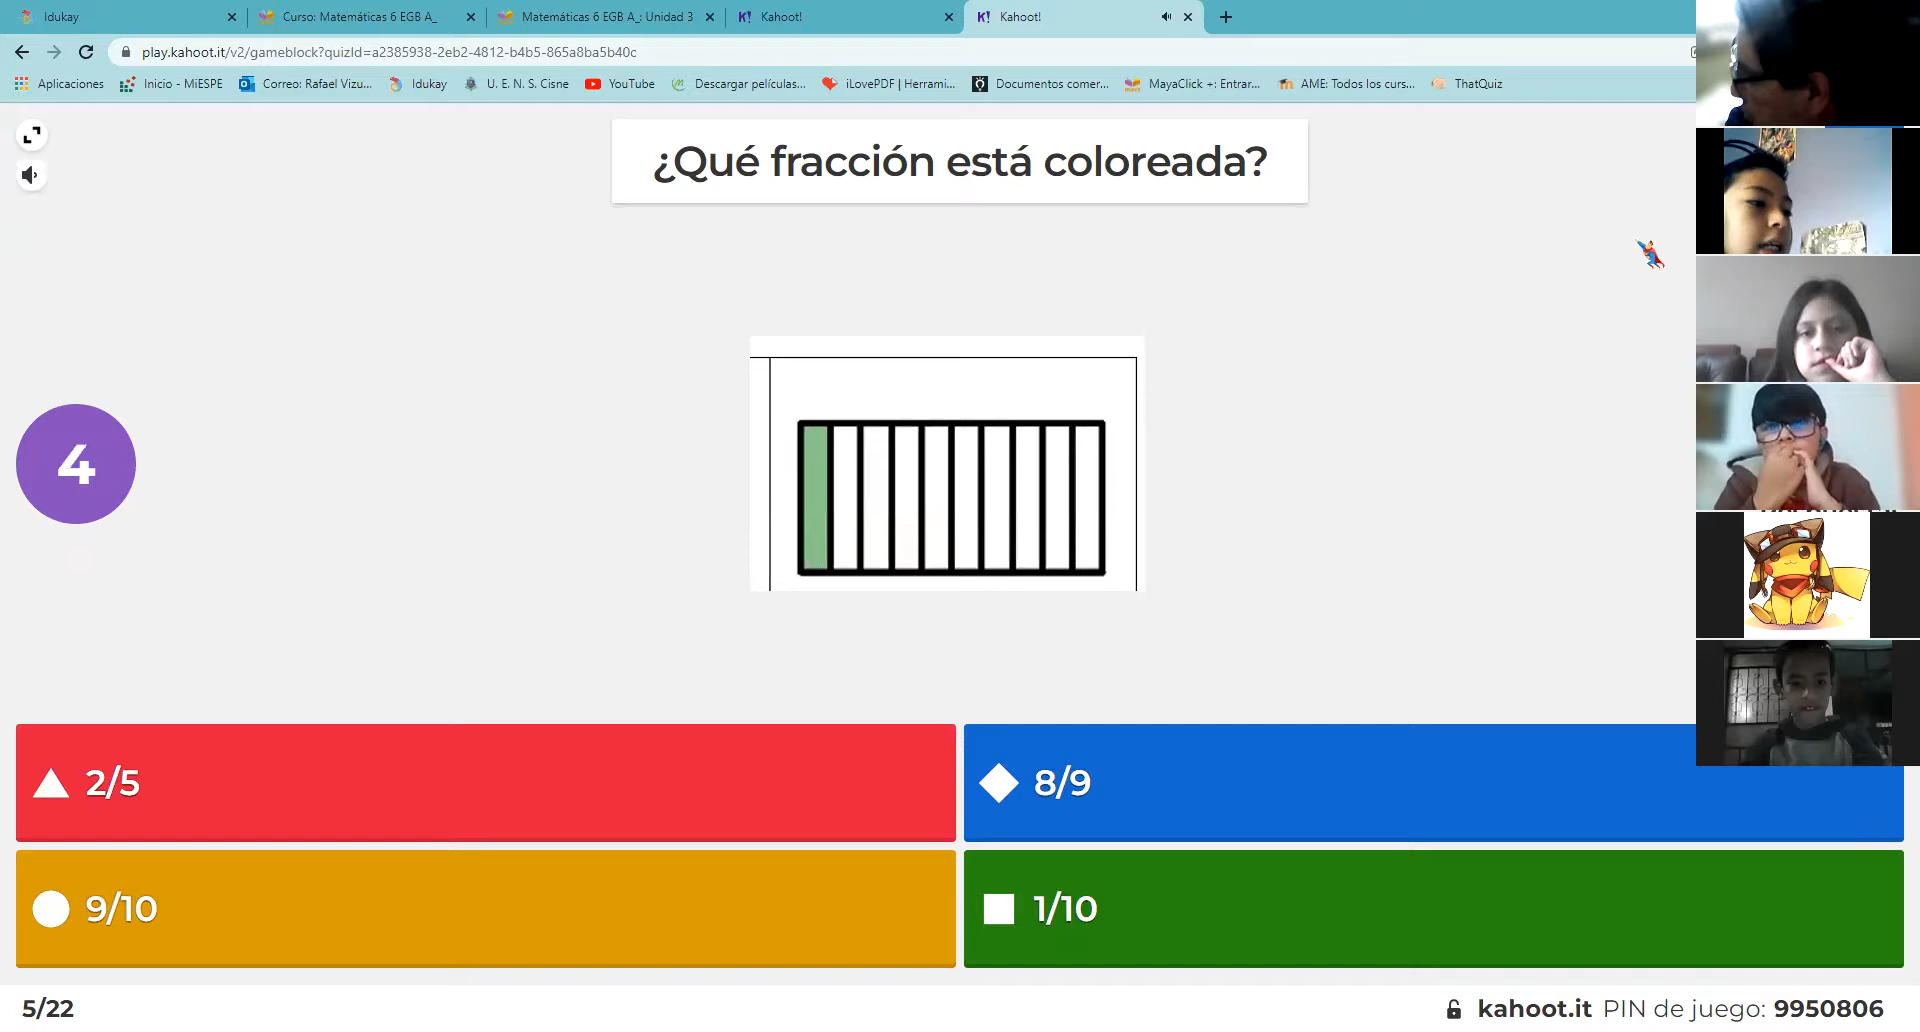 Idukay
Curso: Matemáticas 6 EGB A_
Matemáticas 6 EGB A_: Unidad 3
Kahoot!
Kahoot!
play.kahoot.it/v2/gameblock?quizId=a2385938-2eb2-4812-b4b5-865a8ba5b40c
Aplicaciones
Inicio - MiESPE
Correo: Rafael Vizu...
Idukay
U. E. N. S. Cisne
YouTube
Descargar películas...
iLovePDF | Herrami...
Documentos comer...
MayaClick +: Entrar...
AME: Todos los curs...
ThatQuiz
¿Qué fracción está coloreada?
4
2/5
8/9
9/10
1/10
5/22
kahoot.it PIN de juego: 9950806